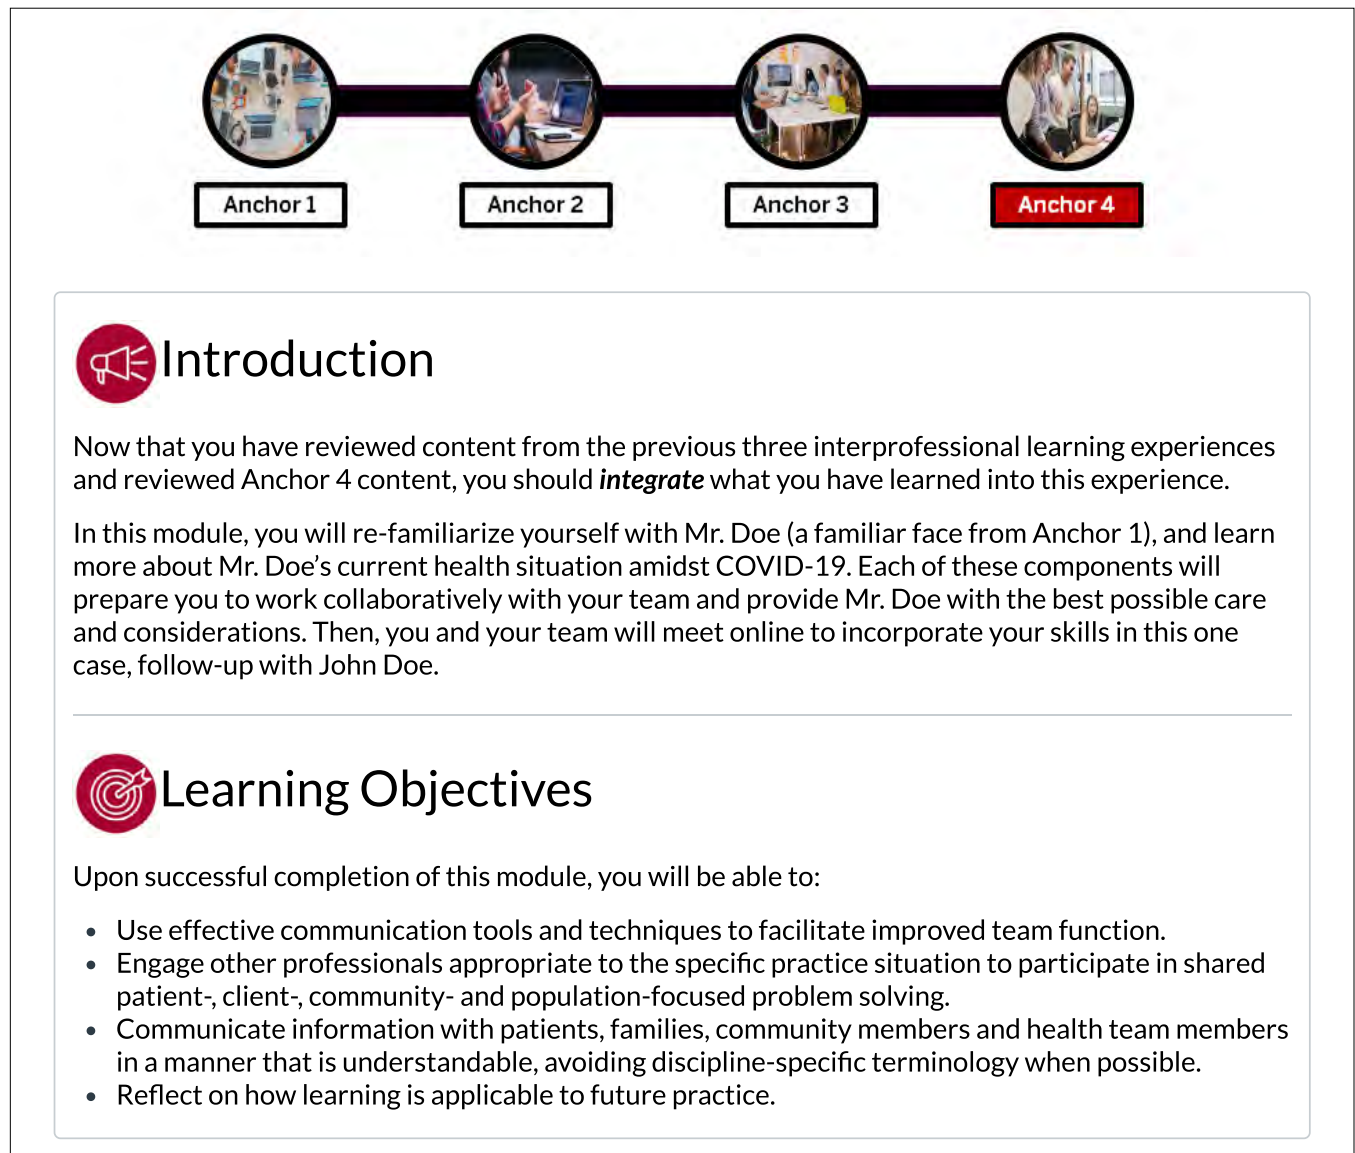 Anchor 1
Anchor 2
Anchor 3
Anchor 4
Introduction
Now that you have reviewed content from the previous three interprofessional learning experiences
and reviewed Anchor 4 content, you should integrate what you have learned into this experience.
In this module, you will re-familiarize yourself with Mr. Doe (a familiar face from Anchor 1), and learn
more about Mr. Doe’s current health situation amidst COVID-19. Each of these components will
prepare you to work collaboratively with your team and provide Mr. Doe with the best possible care
and considerations. Then, you and your team will meet online to incorporate your skills in this one
case, follow-up with John Doe.
Learning Objectives
Upon successful completion of this module, you will be able to:
• Use effective communication tools and techniques to facilitate improved team function.
• Engage other professionals appropriate to the specific practice situation to participate in shared
patient-, client-, community- and population-focused problem solving.
• Communicate information with patients, families, community members and health team members
in a manner that is understandable, avoiding discipline-specific terminology when possible.
• Reflect on how learning is applicable to future practice.